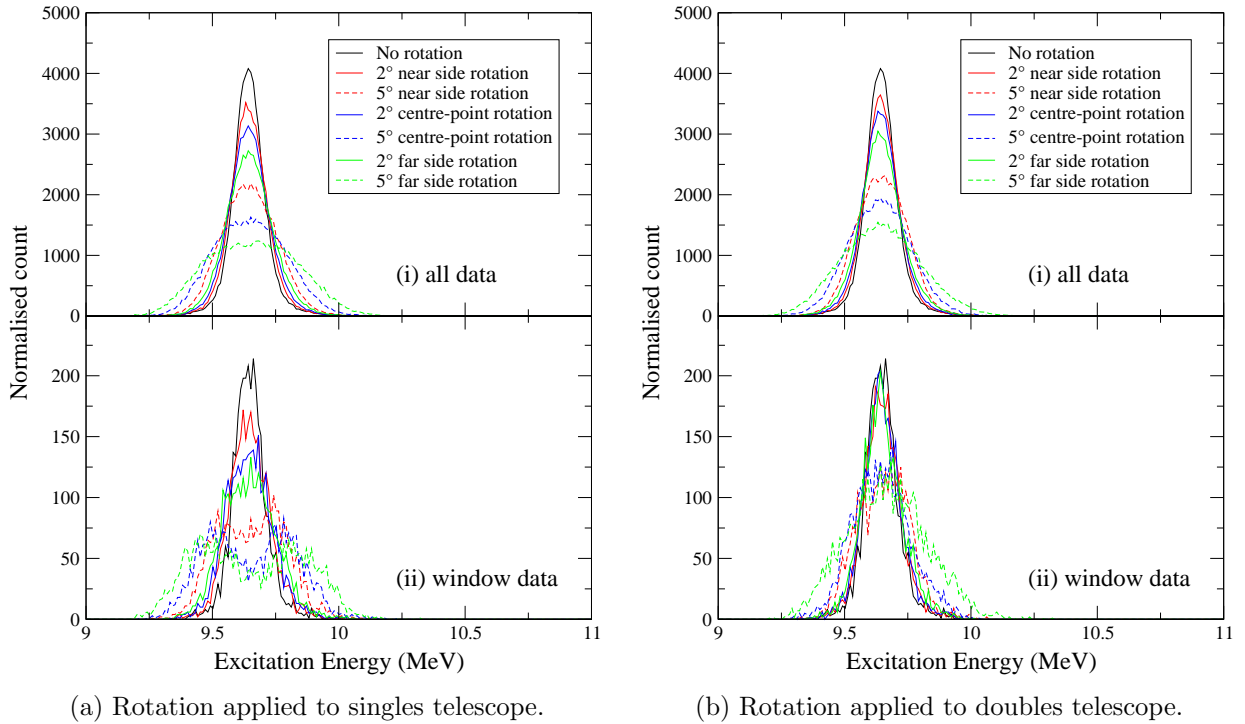 5000
4000
3000
2000
1000
0
Normalised count
No rotation
2° near side rotation
5° near side rotation
2° centre-point rotation
5° centre-point rotation
2° far side rotation
5° far side rotation
(i) all data
200
150
100
50
0
(ii) window data
9
9.5
10
10.5
11
Excitation Energy (MeV)
(a) Rotation applied to singles telescope.
5000
4000
3000
2000
1000
0
Normalised count
No rotation
2° near side rotation
5° near side rotation
2° centre-point rotation
5° centre-point rotation
2° far side rotation
5° far side rotation
(i) all data
200
150
100
50
0
(ii) window data
9
9.5
10
10.5
11
Excitation Energy (MeV)
(b) Rotation applied to doubles telescope.